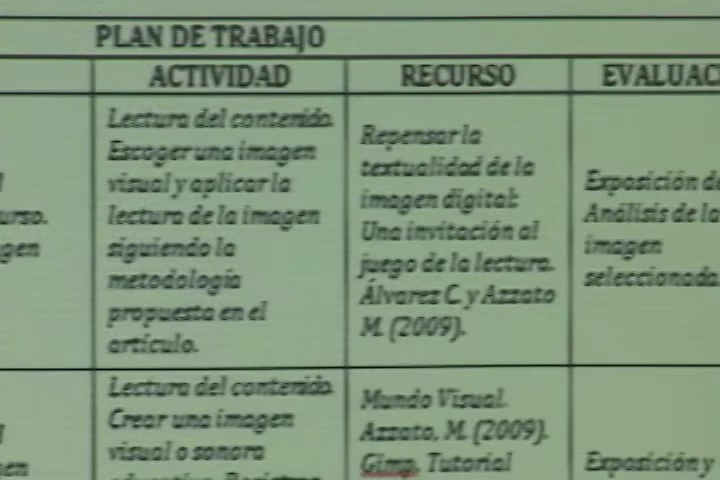 PLAN DE TRABAJO
ACTIVIDAD
RECURSO
EVALUAC
urso.
gen
Lectura del contenido.
Escoger una imagen
visual y aplicar la
lectura de la imagen
siguiendo la
metodología
propuesta en el
artículo.
Repensar la
textualidad de la
imagen digital:
Una invitación al
juego de la lectura.
Álvarez C. y Azzato
M. (2009).
Exposición de
Análisis de la
imagen
seleccionada.
Lectura del contenido.
Crear una imagen
visual o sonora
Mundo Visual.
Azzato, M. (2009).
Gimp. Tutorial
Exposición y